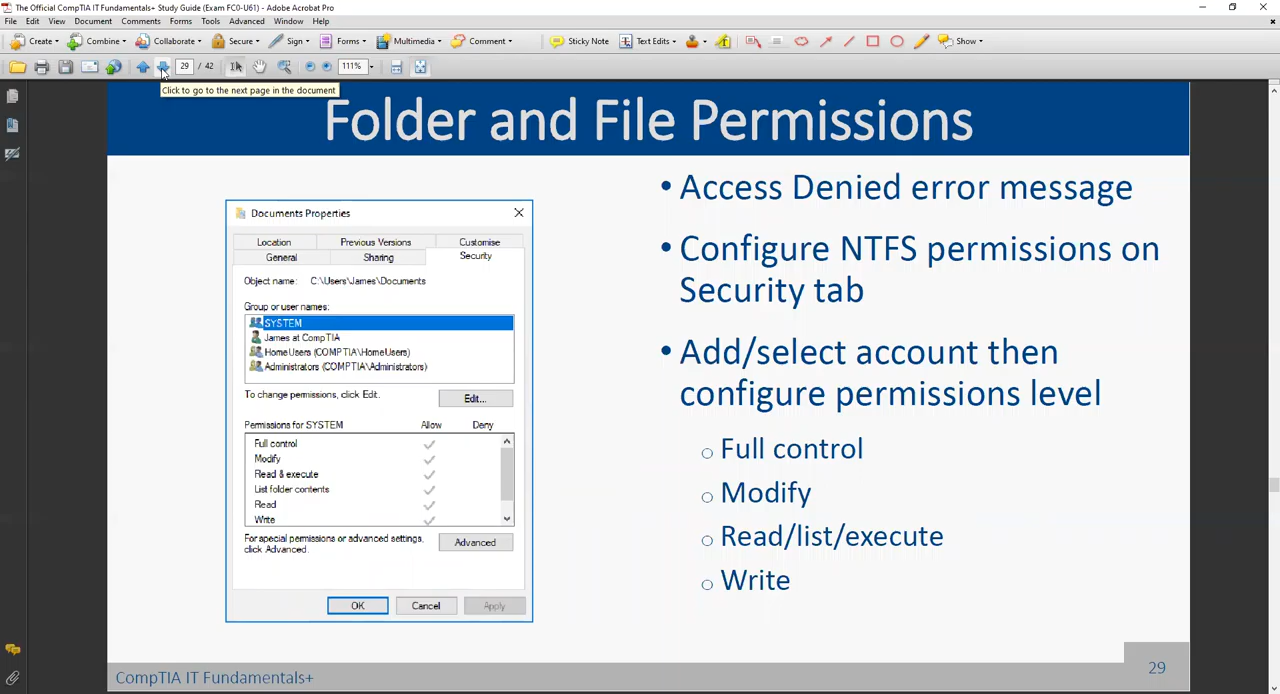 The Official CompTIA IT Fundamentals+ Study Guide (Exam FC0-U61) - Adobe Acrobat Pro
File Edit View Document Comments Forms Tools Advanced Window Help
Create Combine Collaborate Secure Sign Forms Multimedia Comment Sticky Note Text Edits Show
29 / 42 111%
Click to go to the next page in the document
Folder and File Permissions
Documents Properties
Location Previous Versions Customise
General Sharing Security
Object name: C:\Users\James\Documents
Group or user names:
SYSTEM
James at CompTIA
HomeUsers (COMPTIA\HomeUsers)
Administrators (COMPTIA\Administrators)
To change permissions, click Edit. Edit...
Permissions for SYSTEM Allow Deny
Full control
Modify
Read & execute
List folder contents
Read
Write
For special permissions or advanced settings,
click Advanced. Advanced
OK Cancel Apply
• Access Denied error message
• Configure NTFS permissions on
Security tab
• Add/select account then
configure permissions level
o Full control
o Modify
o Read/list/execute
o Write
CompTIA IT Fundamentals+ 29